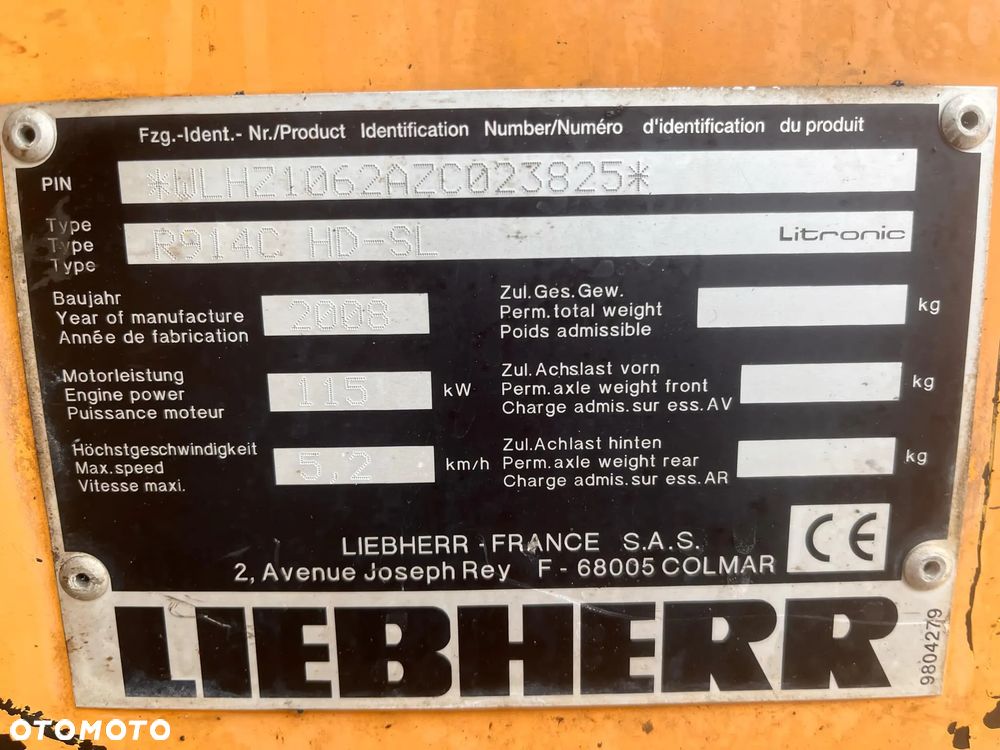 Fzg.-Ident.- Nr./Product Identification Number/Numéro d'identification du produit
PIN *WLHZ1062AZC023825*
Type
Type
Type
R914C HD-SL Litronic
Baujahr
Year of manufacture
Année de fabrication
2008
Zul.Ges.Gew.
Perm.total weight
Poids admissible
kg
Motorleistung
Engine power
Puissance moteur
115 kW
Zul.Achslast vorn
Perm.axle weight front
Charge admis.sur ess.AV
kg
Höchstgeschwindigkeit
Max.speed
Vitesse maxi.
5,2 km/h
Zul.Achlast hinten
Perm.axle weight rear
Charge admis.sur ess.AR
kg
LIEBHERR - FRANCE S.A.S.
2, Avenue Joseph Rey F - 68005 COLMAR
CE
LIEBHERR
9804279
OTOMOTO